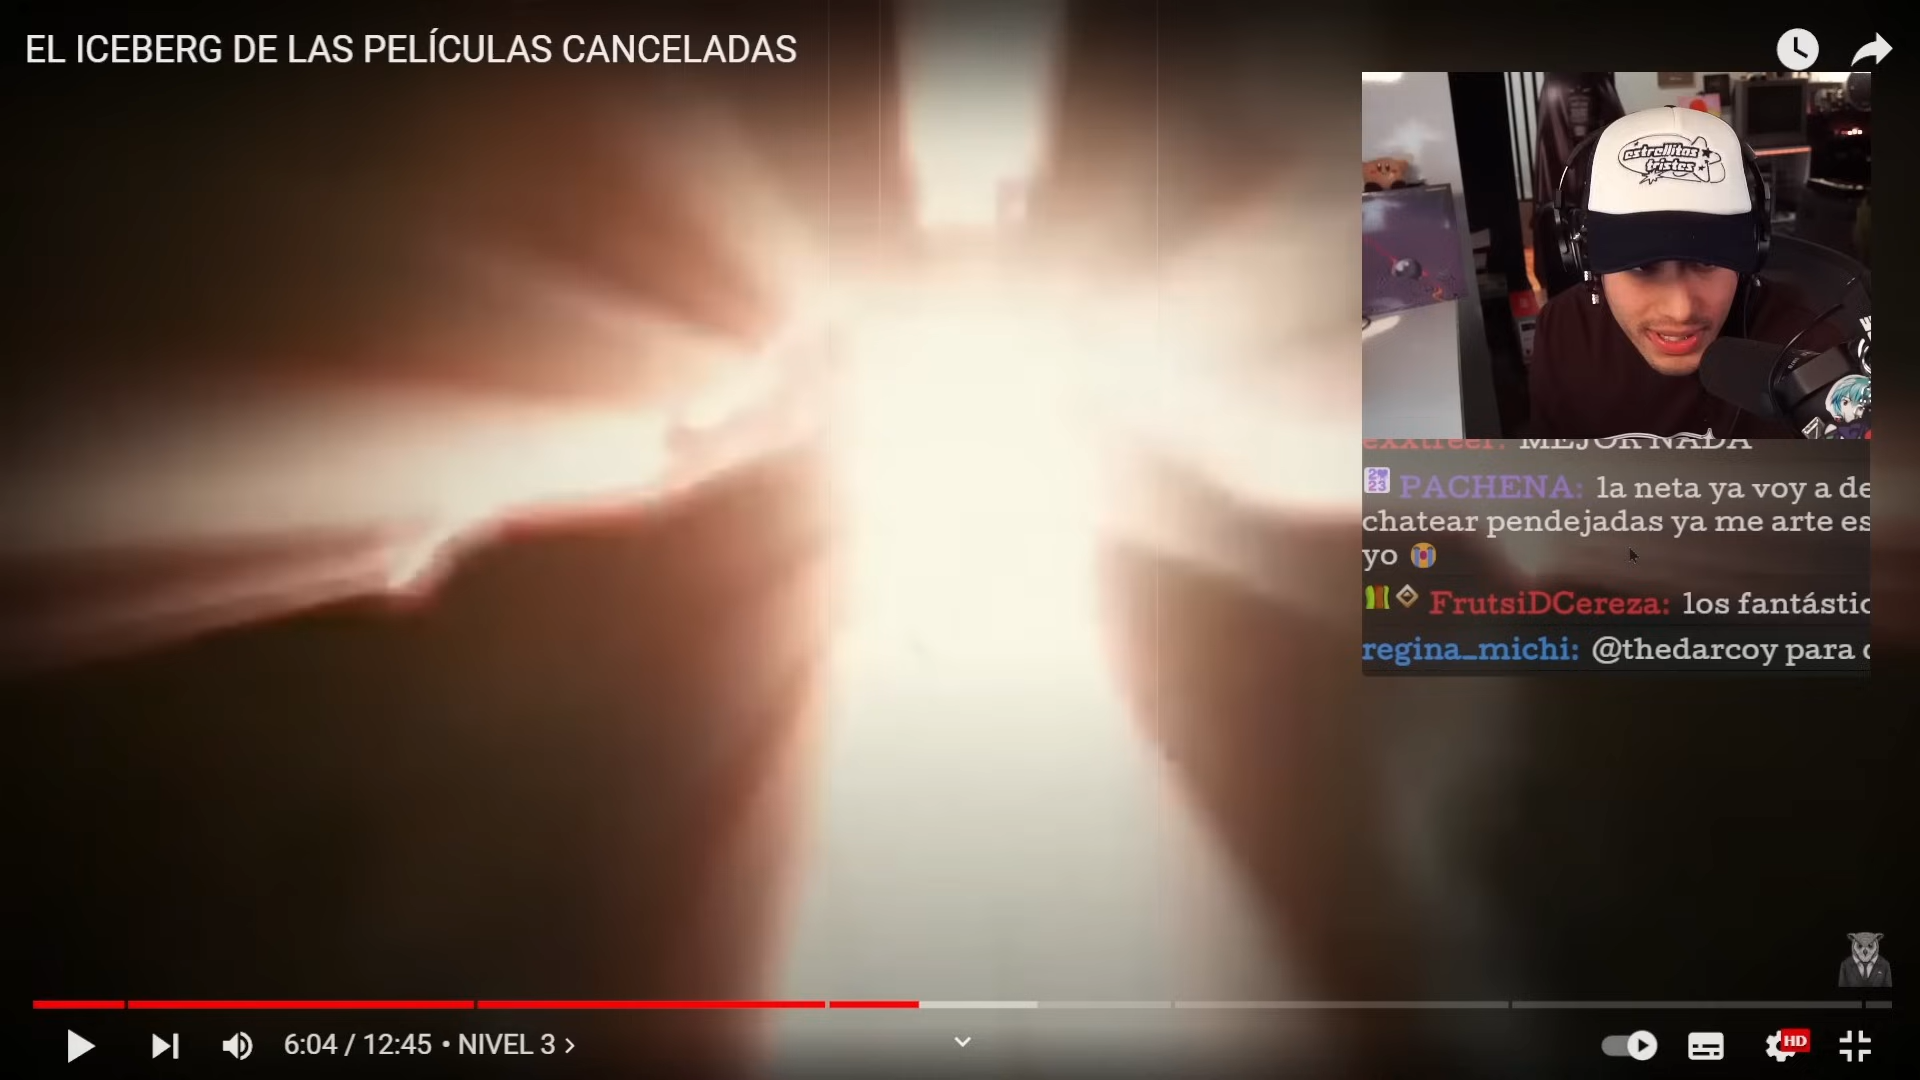 EL ICEBERG DE LAS PELÍCULAS CANCELADAS
estrellitas
tristes
exxtreer: MEJOR NADA
PACHENA: la neta ya voy a de
chatear pendejadas ya me arte es
yo
FrutsiDCereza: los fantástic
regina_michi: @thedarcoy para
6:04 / 12:45 • NIVEL 3 ›
HD